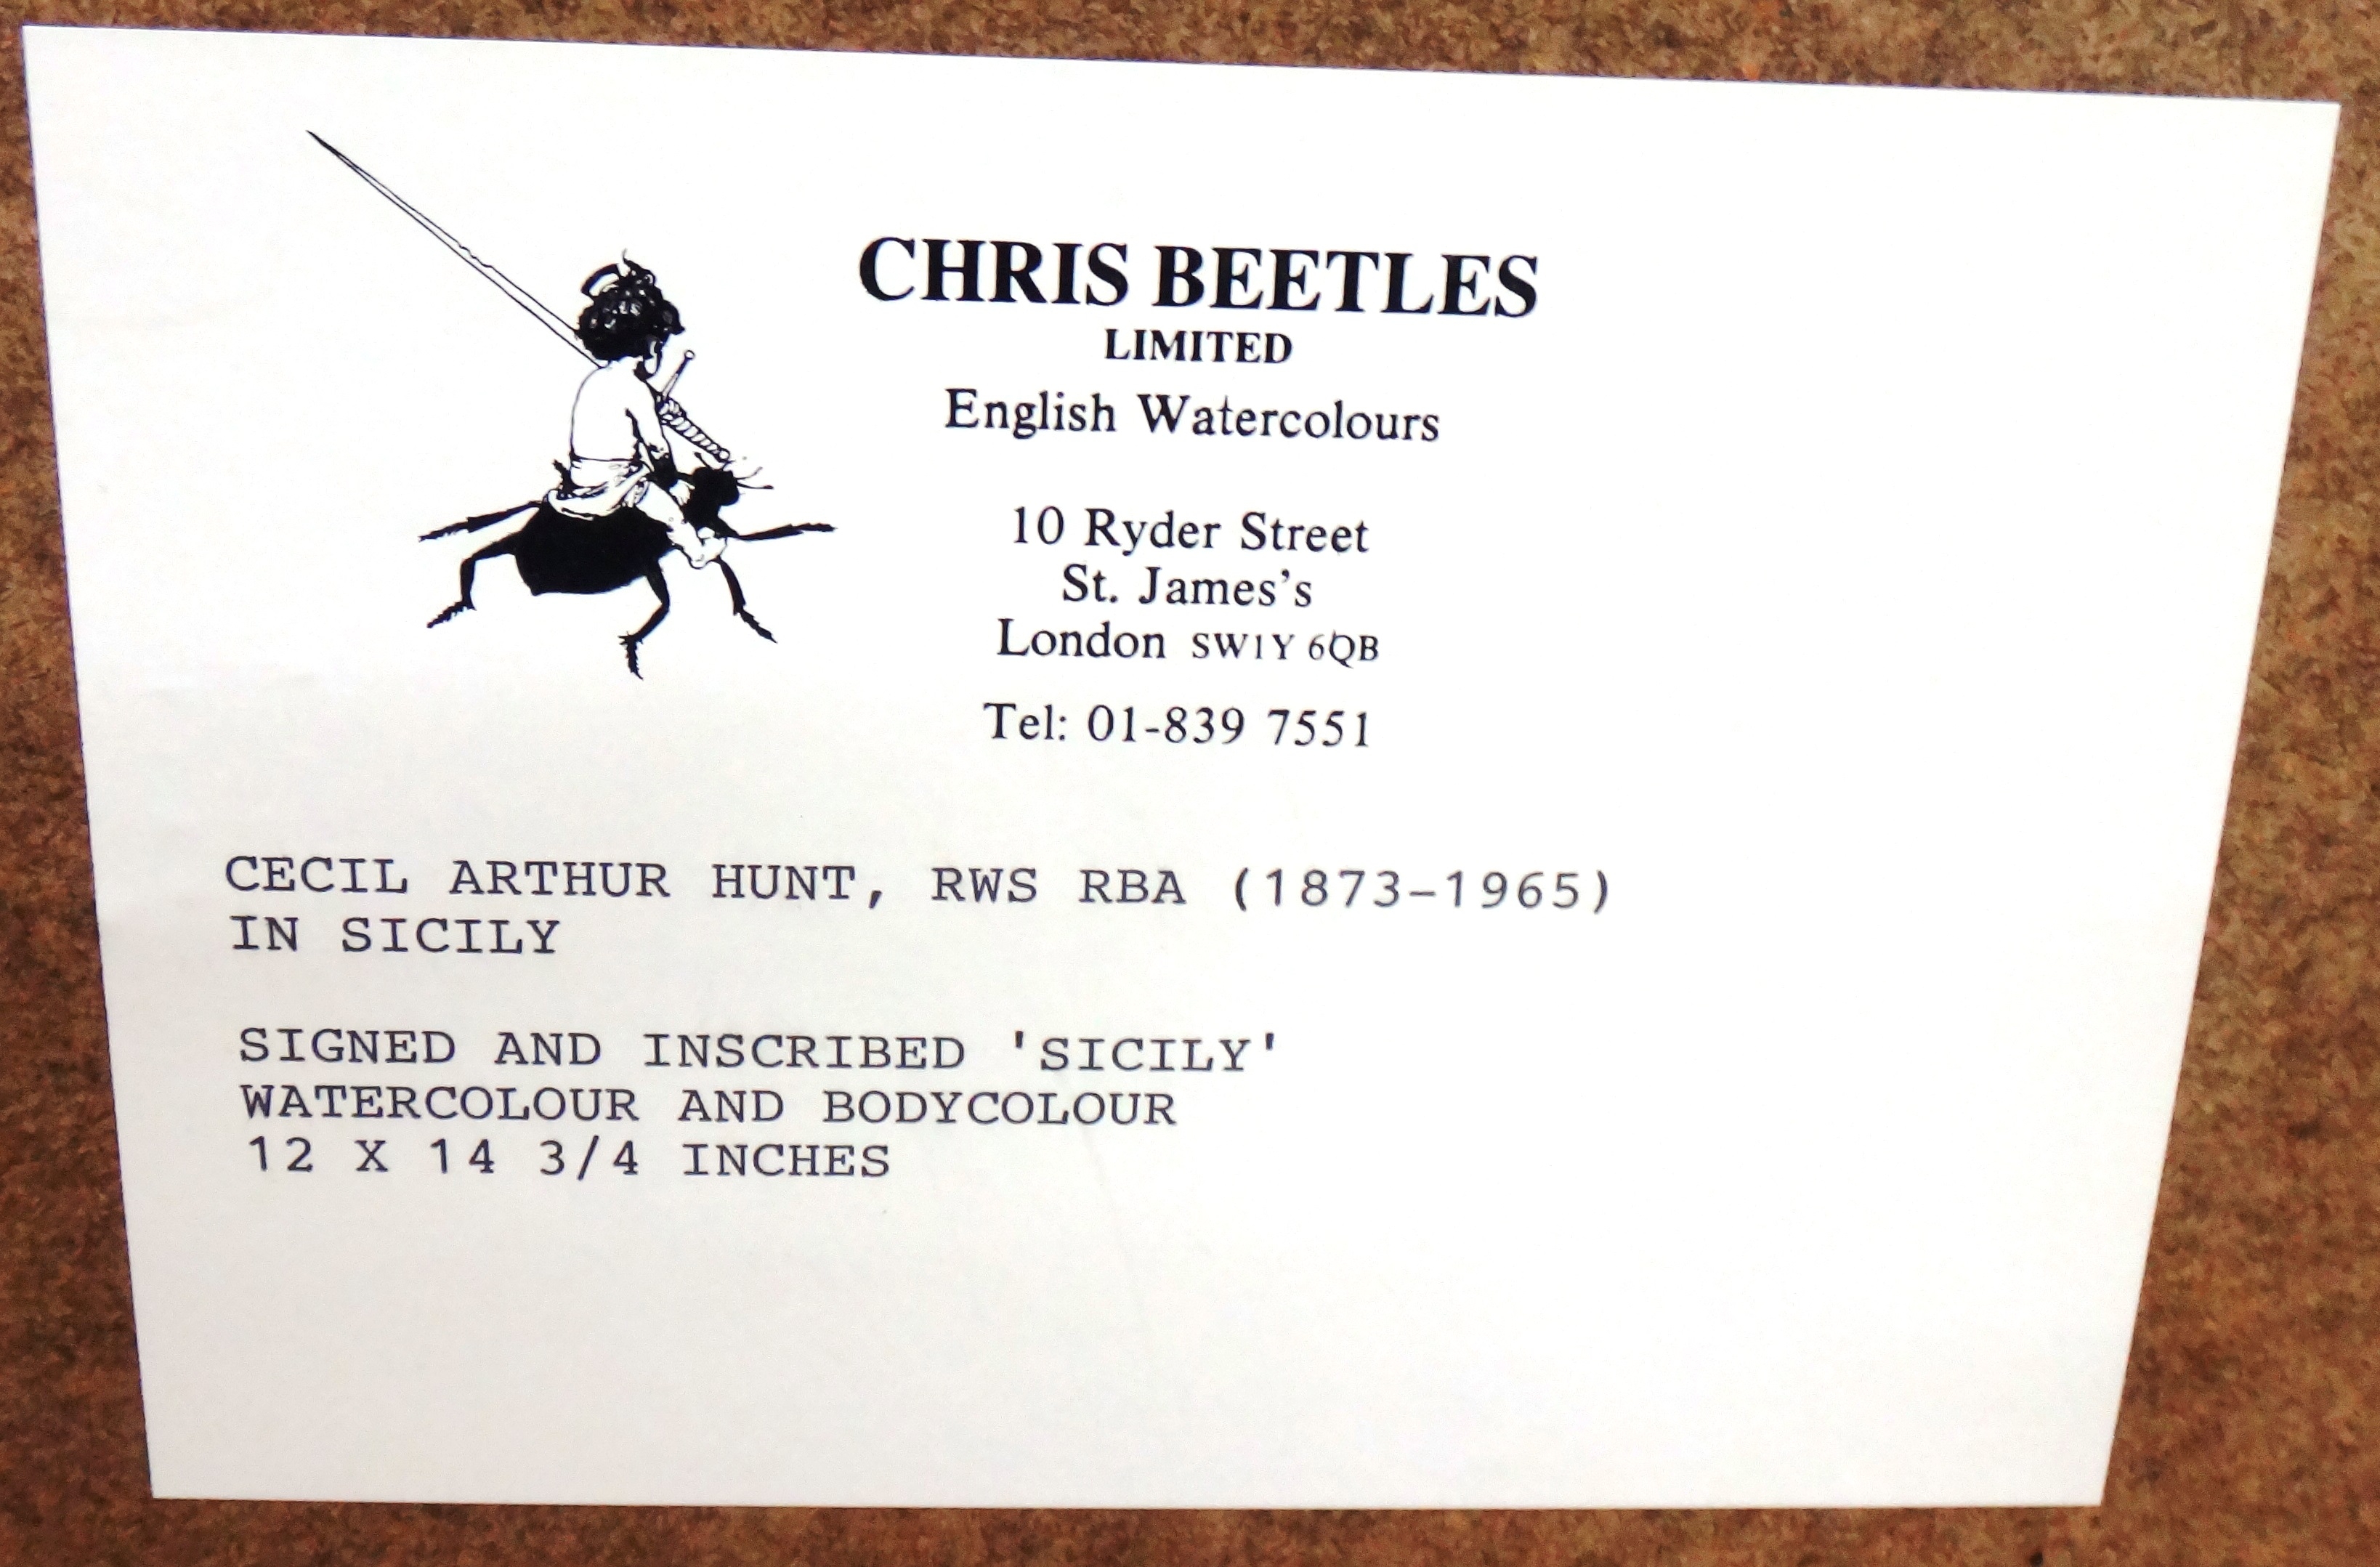 CHRIS BEETLES
LIMITED
English Watercolours
10 Ryder Street
St. James's
London SW1Y 6QB
Tel: 01-839 7551
CECIL ARTHUR HUNT, RWS RBA (1873-1965)
IN SICILY
SIGNED AND INSCRIBED 'SICILY'
WATERCOLOUR AND BODYCOLOUR
12 X 14 3/4 INCHES